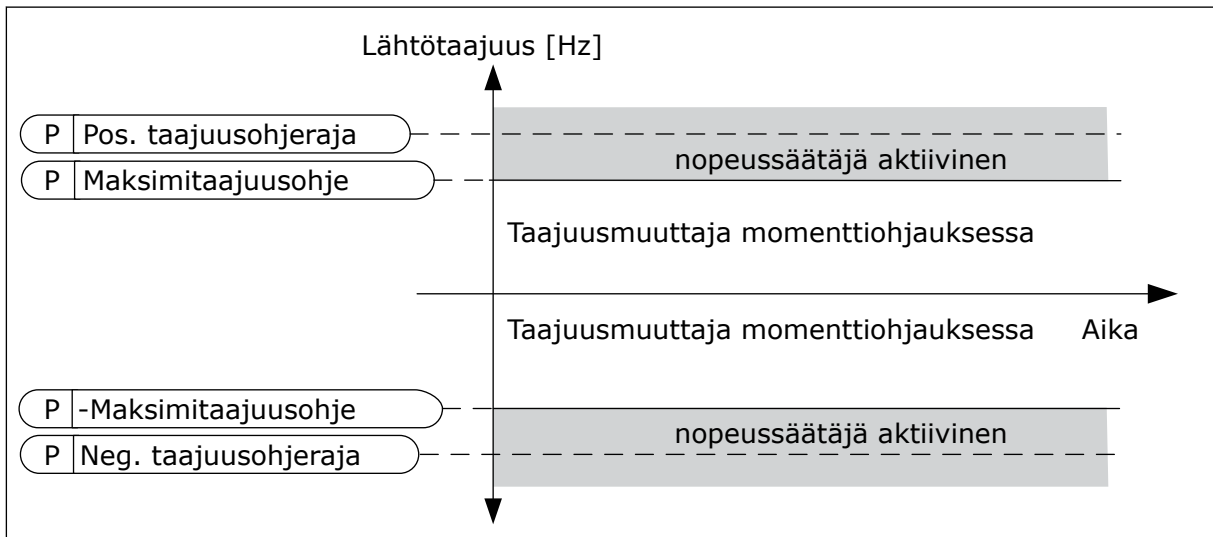 Lähtötaajuus [Hz]
P Pos. taajuusohjeraja
nopeussäätäjä aktiivinen
P Maksimitaajuusohje
Taajuusmuuttaja momenttiohjauksessa
Taajuusmuuttaja momenttiohjauksessa Aika
P -Maksimitaajuusohje
nopeussäätäjä aktiivinen
P Neg. taajuusohjeraja